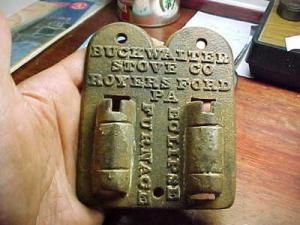 BUCKWALTER
STOVE CO
ROYERS FORD
PA
FURNACE
ECLIPSE